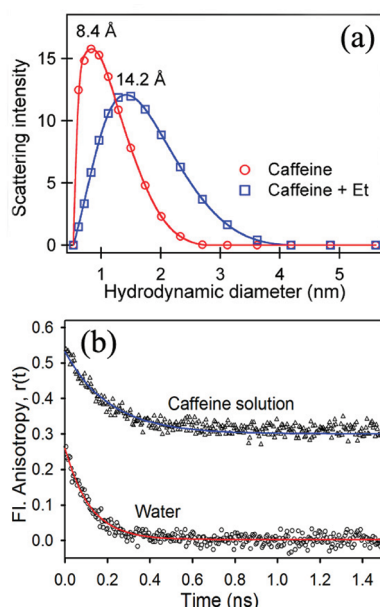 (a)
8.4 Å
14.2 Å
15
10
5
0
Scattering intensity
Caffeine
Caffeine + Et
1 2 3 4 5
Hydrodynamic diameter (nm)
(b)
0.6
0.5
0.4
0.3
0.2
0.1
0.0
Fl. Anisotropy, r(t)
Caffeine solution
Water
0.0 0.2 0.4 0.6 0.8 1.0 1.2 1.4
Time (ns)